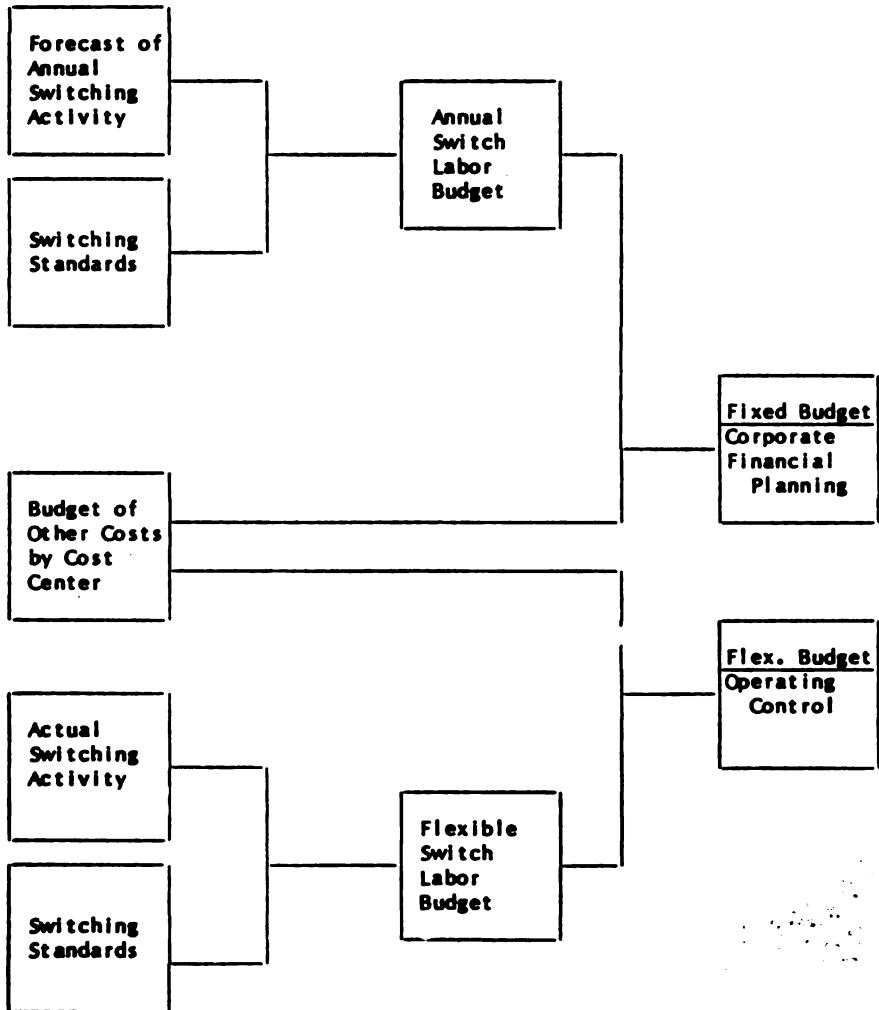 Forecast of
Annual
Switching
Activity
Switching
Standards
Annual
Switch
Labor
Budget
Fixed Budget
Corporate
Financial
Planning
Budget of
Other Costs
by Cost
Center
Flex. Budget
Operating
Control
Actual
Switching
Activity
Switching
Standards
Flexible
Switch
Labor
Budget